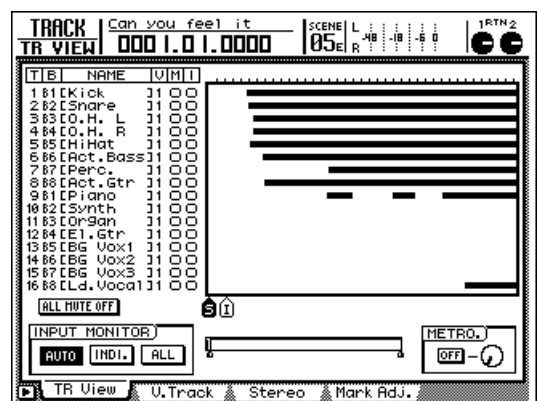 TRACK Can you feel it SCENE L -48 -18 -6 0 1RTN2
TR VIEW 000 1.0 1.0000 05E R
T B NAME V M I
1 B1[Kick ]1
2 B2[Snare ]1
3 B3[O.H. L ]1
4 B4[O.H. R ]1
5 B5[HiHat ]1
6 B6[Act.Bass]1
7 B7[Perc. ]1
8 B8[Act.Gtr ]1
9 B1[Piano ]1
10 B2[Synth ]1
11 B3[Organ ]1
12 B4[El.Gtr ]1
13 B5[BG Vox1 ]1
14 B6[BG Vox2 ]1
15 B7[BG Vox3 ]1
16 B8[Ld.Vocal]1
ALL MUTE OFF S I
INPUT MONITOR METRO.
AUTO INDI. ALL OFF
TR View V.Track Stereo Mark Adj.